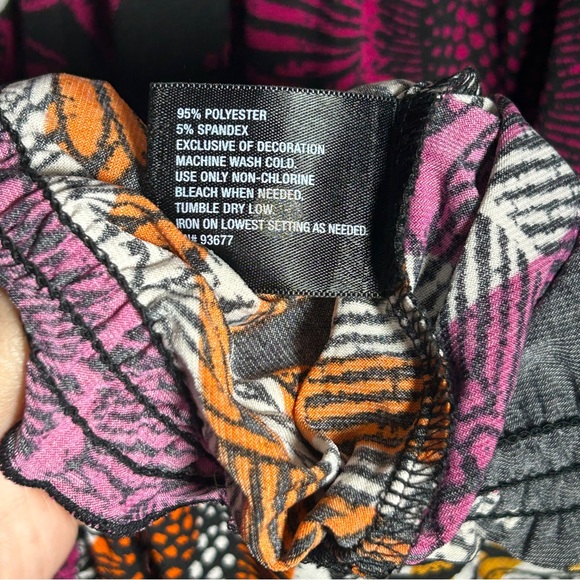 95% POLYESTER
5% SPANDEX
EXCLUSIVE OF DECORATION
MACHINE WASH COLD
USE ONLY NON-CHLORINE
BLEACH WHEN NEEDED,
TUMBLE DRY LOW.
IRON ON LOWEST SETTING AS NEEDED.
93677